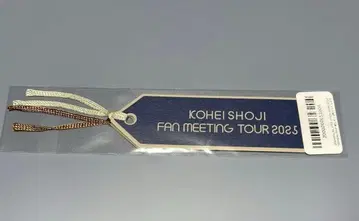 KOHEI SHOJI
FAN MEETING TOUR 2025